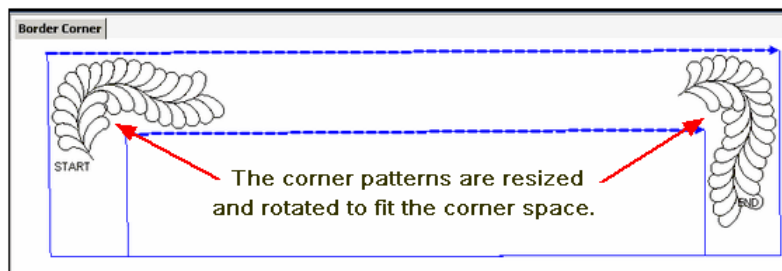 Border Corner
START
The corner patterns are resized
and rotated to fit the corner space.
END